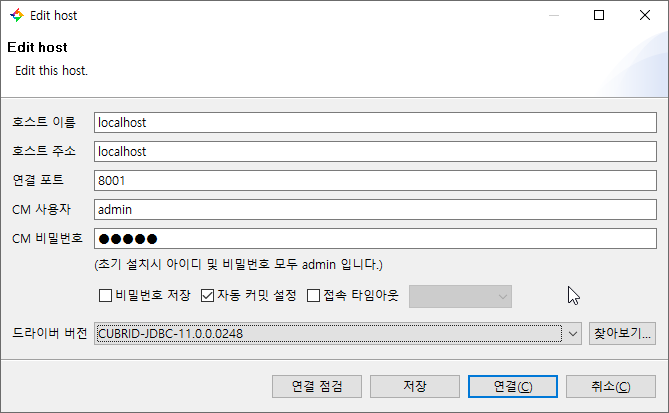 Edit host
Edit host
Edit this host.
호스트 이름 localhost
호스트 주소 localhost
연결 포트 8001
CM 사용자 admin
CM 비밀번호 ●●●●●
(초기 설치시 아이디 및 비밀번호 모두 admin 입니다.)
비밀번호 저장 자동 커밋 설정 접속 타임아웃
드라이버 버전 CUBRID-JDBC-11.0.0.0248 찾아보기...
연결 점검 저장 연결(C) 취소(C)